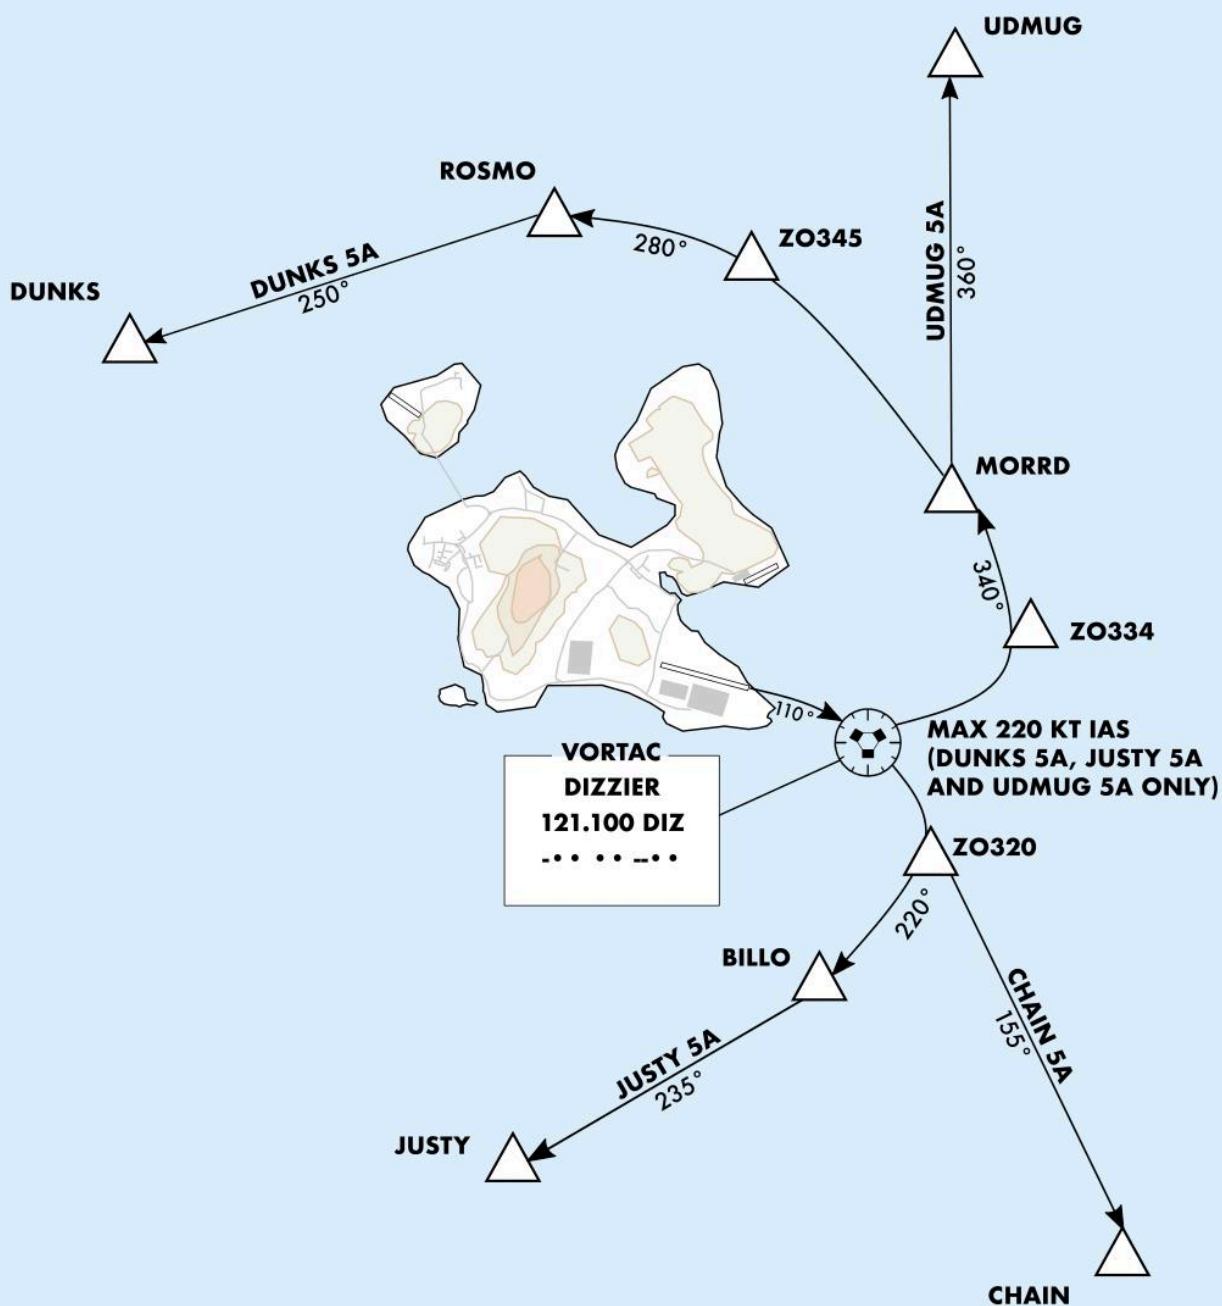 UDMUG
ROSMO
ZO345
280°
UDMUG 5A
360°
DUNKS 5A
250°
DUNKS
MORRD
340°
ZO334
110°
MAX 220 KT IAS
(DUNKS 5A, JUSTY 5A
AND UDMUG 5A ONLY)
VORTAC
DIZZIER
121.100 DIZ
-•• •• --••
ZO320
220°
BILLO
CHAIN 5A
155°
JUSTY 5A
235°
JUSTY
CHAIN